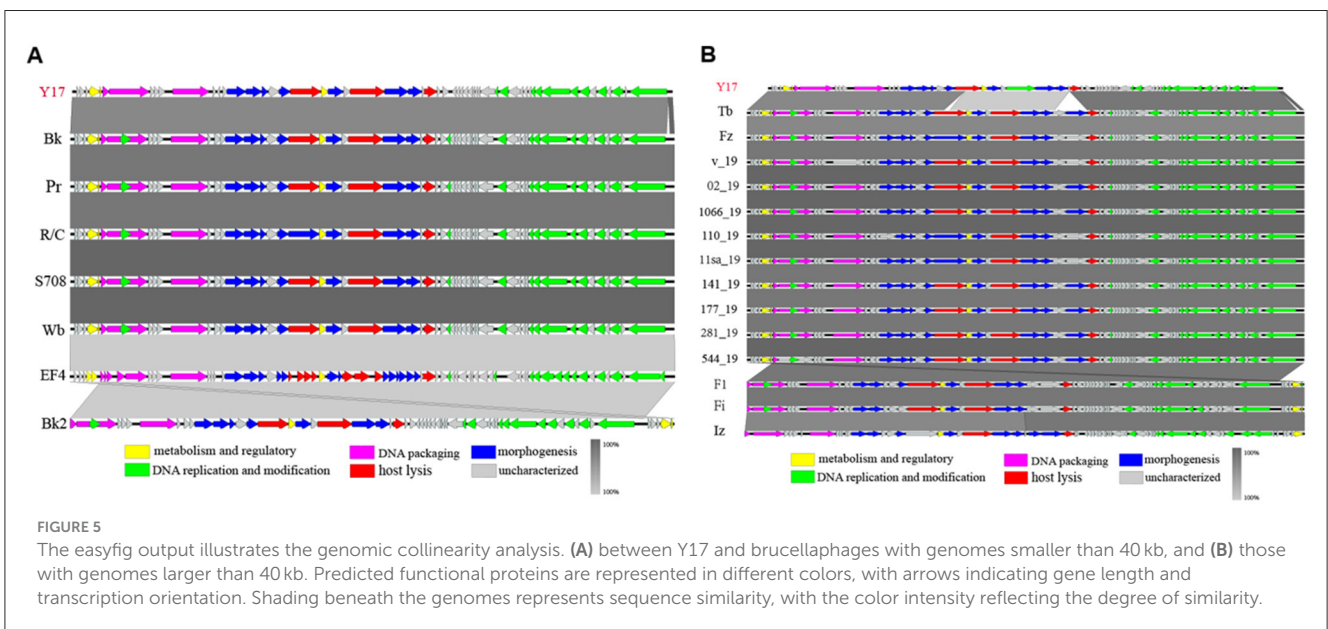 A
Y17
Bk
Pr
R/C
S708
Wb
EF4
Bk2
metabolism and regulatory
DNA packaging
morphogenesis
DNA replication and modification
host lysis
uncharacterized
100%
100%
B
Y17
Tb
Fz
v_19
02_19
1066_19
110_19
11sa_19
141_19
177_19
281_19
544_19
F1
Fi
Iz
metabolism and regulatory
DNA packaging
morphogenesis
DNA replication and modification
host lysis
uncharacterized
100%
100%
FIGURE 5
The easyfig output illustrates the genomic collinearity analysis. (A) between Y17 and brucellaphages with genomes smaller than 40 kb, and (B) those
with genomes larger than 40 kb. Predicted functional proteins are represented in different colors, with arrows indicating gene length and
transcription orientation. Shading beneath the genomes represents sequence similarity, with the color intensity reflecting the degree of similarity.